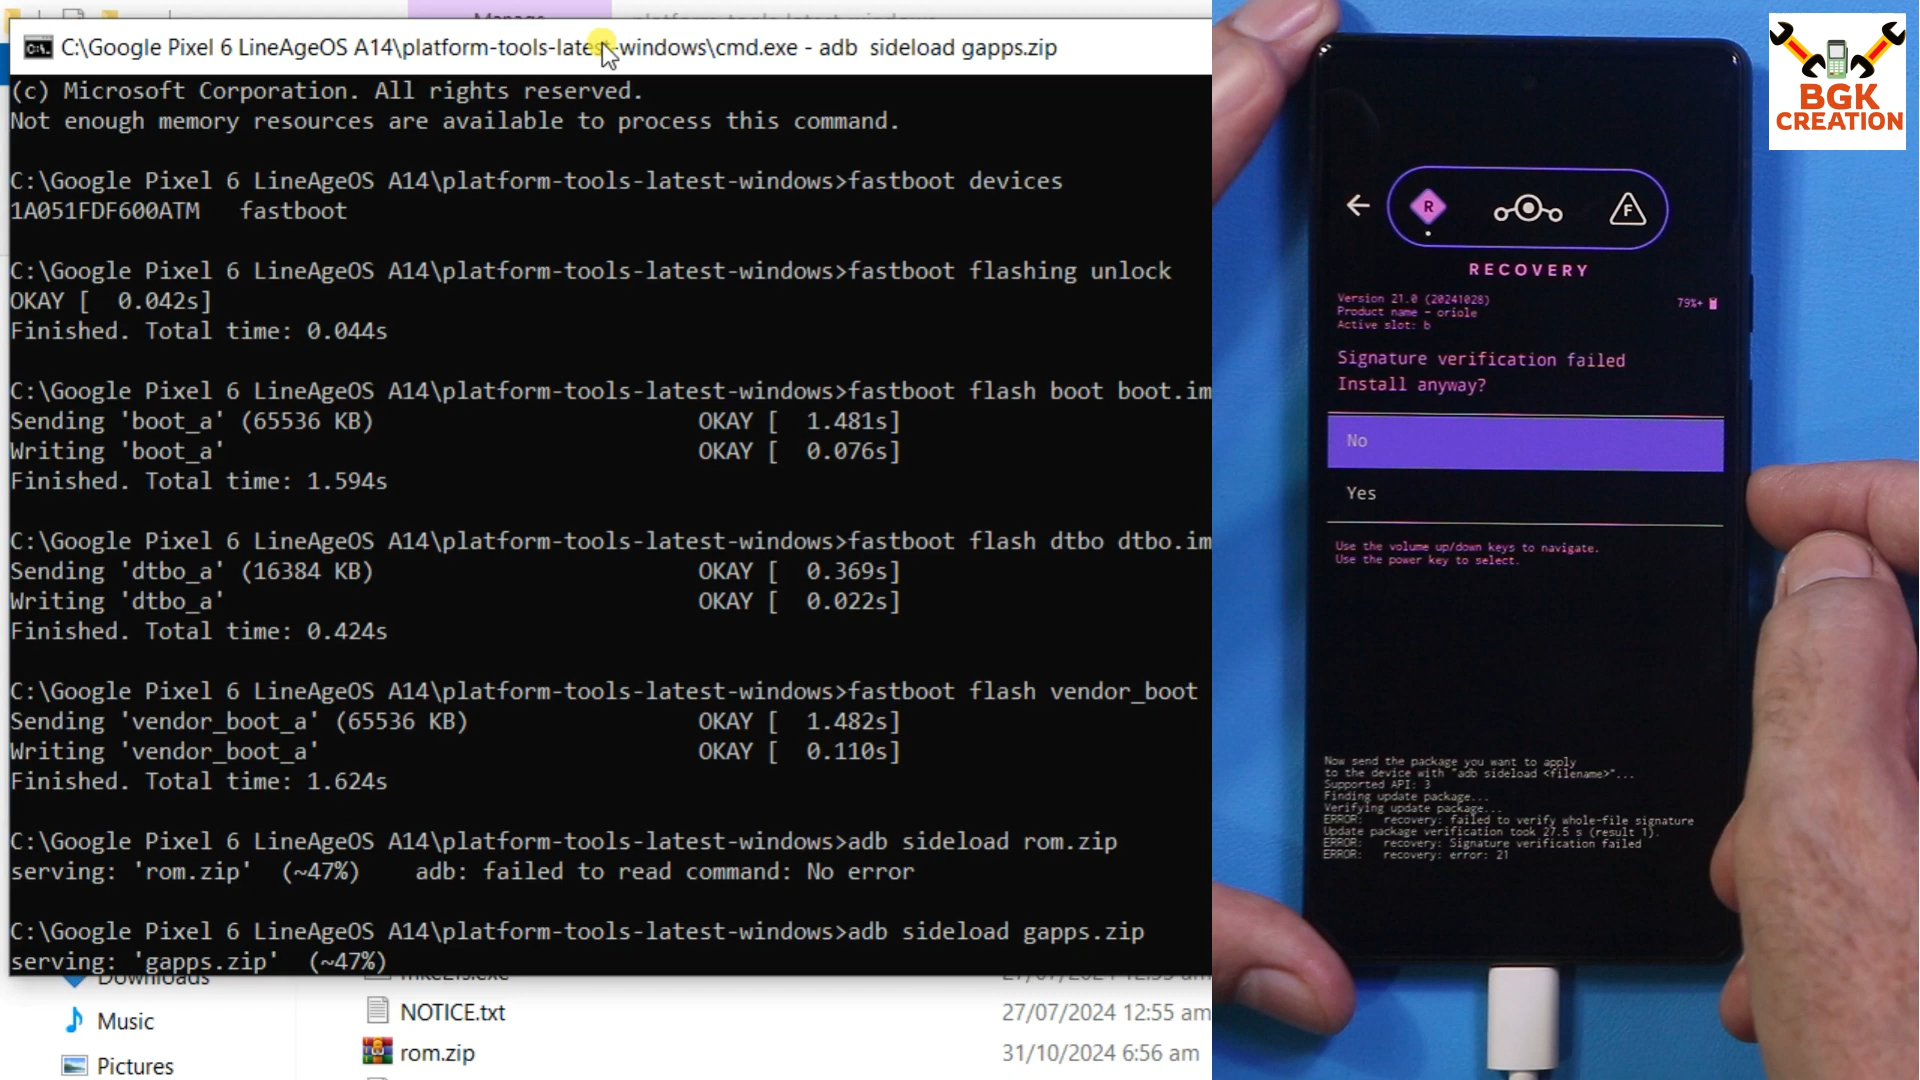 Manage
C:\Google Pixel 6 LineAgeOS A14\platform-tools-latest-windows\cmd.exe - adb  sideload gapps.zip
(c) Microsoft Corporation. All rights reserved.
Not enough memory resources are available to process this command.
C:\Google Pixel 6 LineAgeOS A14\platform-tools-latest-windows>fastboot devices
1A051FDF600ATM   fastboot
C:\Google Pixel 6 LineAgeOS A14\platform-tools-latest-windows>fastboot flashing unlock
OKAY [  0.042s]
Finished. Total time: 0.044s
C:\Google Pixel 6 LineAgeOS A14\platform-tools-latest-windows>fastboot flash boot boot.im
Sending 'boot_a' (65536 KB)                        OKAY [  1.481s]
Writing 'boot_a'                                   OKAY [  0.076s]
Finished. Total time: 1.594s
C:\Google Pixel 6 LineAgeOS A14\platform-tools-latest-windows>fastboot flash dtbo dtbo.im
Sending 'dtbo_a' (16384 KB)                        OKAY [  0.369s]
Writing 'dtbo_a'                                   OKAY [  0.022s]
Finished. Total time: 0.424s
C:\Google Pixel 6 LineAgeOS A14\platform-tools-latest-windows>fastboot flash vendor_boot
Sending 'vendor_boot_a' (65536 KB)                 OKAY [  1.482s]
Writing 'vendor_boot_a'                            OKAY [  0.110s]
Finished. Total time: 1.624s
C:\Google Pixel 6 LineAgeOS A14\platform-tools-latest-windows>adb sideload rom.zip
serving: 'rom.zip'  (~47%)    adb: failed to read command: No error
C:\Google Pixel 6 LineAgeOS A14\platform-tools-latest-windows>adb sideload gapps.zip
serving: 'gapps.zip'  (~47%)
Downloads
Music
Pictures
NOTICE.txt 27/07/2024 12:55 am
rom.zip 31/10/2024 6:56 am
BGK
CREATION
R
F
RECOVERY
Version 21.0 (20241028)
79%+
Product name - oriole
Active slot: b
Signature verification failed
Install anyway?
No
Yes
Use the volume up/down keys to navigate.
Use the power key to select.
Now send the package you want to apply
to the device with "adb sideload <filename>"...
Supported API: 3
Finding update package...
Verifying update package...
ERROR:   recovery: failed to verify whole-file signature
Update package verification took 27.5 s (result 1).
ERROR:   recovery: Signature verification failed
ERROR:   recovery: error: 21